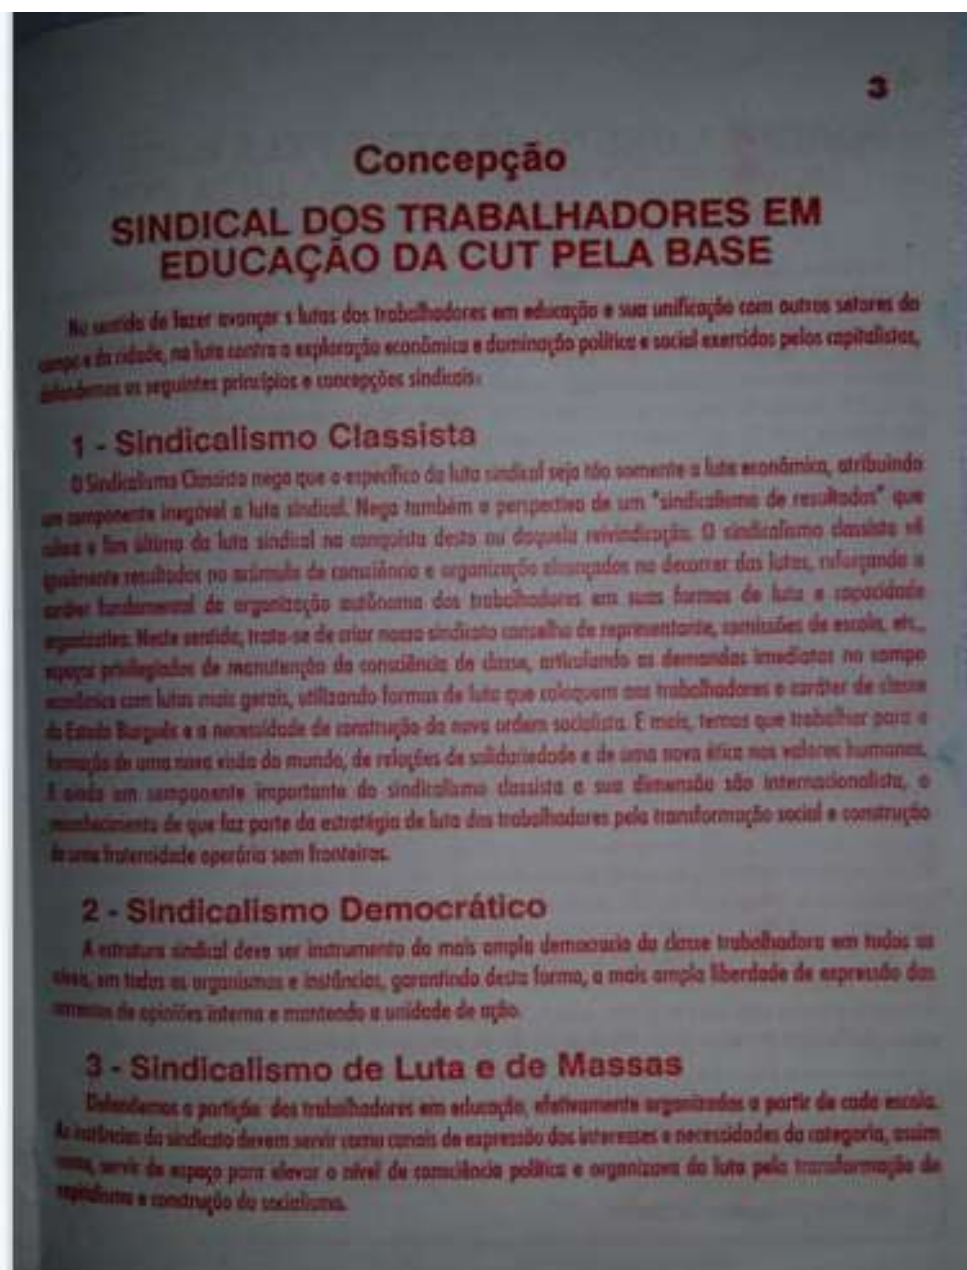 3
Concepção
SINDICAL DOS TRABALHADORES EM
EDUCAÇÃO DA CUT PELA BASE
No sentido de fazer avançar s lutas dos trabalhadores em educação e sua unificação com outros setores do
campo e da cidade, na luta contra a exploração econômica e dominação política e social exercidos pelos capitalistas,
defendemos os seguintes princípios e concepções sindicais:
1 - Sindicalismo Classista
O Sindicalismo Classista nega que o específico da luta sindical seja tão somente a luta econômica, atribuindo
um componente inegável a luta sindical. Nega também a perspectiva de um "sindicalismo de resultados" que
o fim último da luta sindical na conquista desta ou daquela reivindicação. O sindicalismo classista vê
igualmente resultados no acúmulo de consciência e organização alcançados no decorrer das lutas, reforçando o
caráter fundamental da organização autônoma dos trabalhadores em suas formas de luta e capacidade
organizativa. Neste sentido, trata-se de criar nosso sindicato conselho de representante, comissões de escola, etc.,
espaços privilegiados de manutenção da consciência de classe, articulando as demandas imediatas no campo
econômico com lutas mais gerais, utilizando formas de luta que coloquem aos trabalhadores o caráter de classe
do Estado Burguês e a necessidade de construção da nova ordem socialista. E mais, temos que trabalhar para a
formação de uma nova visão do mundo, de relações de solidariedade e de uma nova ética nos valores humanos.
É ainda um componente importante do sindicalismo classista a sua dimensão são internacionalista, o
reconhecimento de que faz parte da estratégia de luta dos trabalhadores pela transformação social e construção
de uma fraternidade operária sem fronteiras.
2 - Sindicalismo Democrático
A estrutura sindical deve ser instrumento da mais ampla democracia da classe trabalhadora em todos os
níveis, em todos os organismos e instâncias, garantindo desta forma, a mais ampla liberdade de expressão das
correntes de opiniões interna e mantendo a unidade de ação.
3 - Sindicalismo de Luta e de Massas
Defendemos a partição dos trabalhadores em educação, efetivamente organizados a partir de cada escola.
As instâncias do sindicato devem servir como canais de expressão dos interesses e necessidades da categoria, assim
como, servir de espaço para elevar o nível de consciência política e organizava da luta pela transformação do
capitalismo e construção do socialismo.